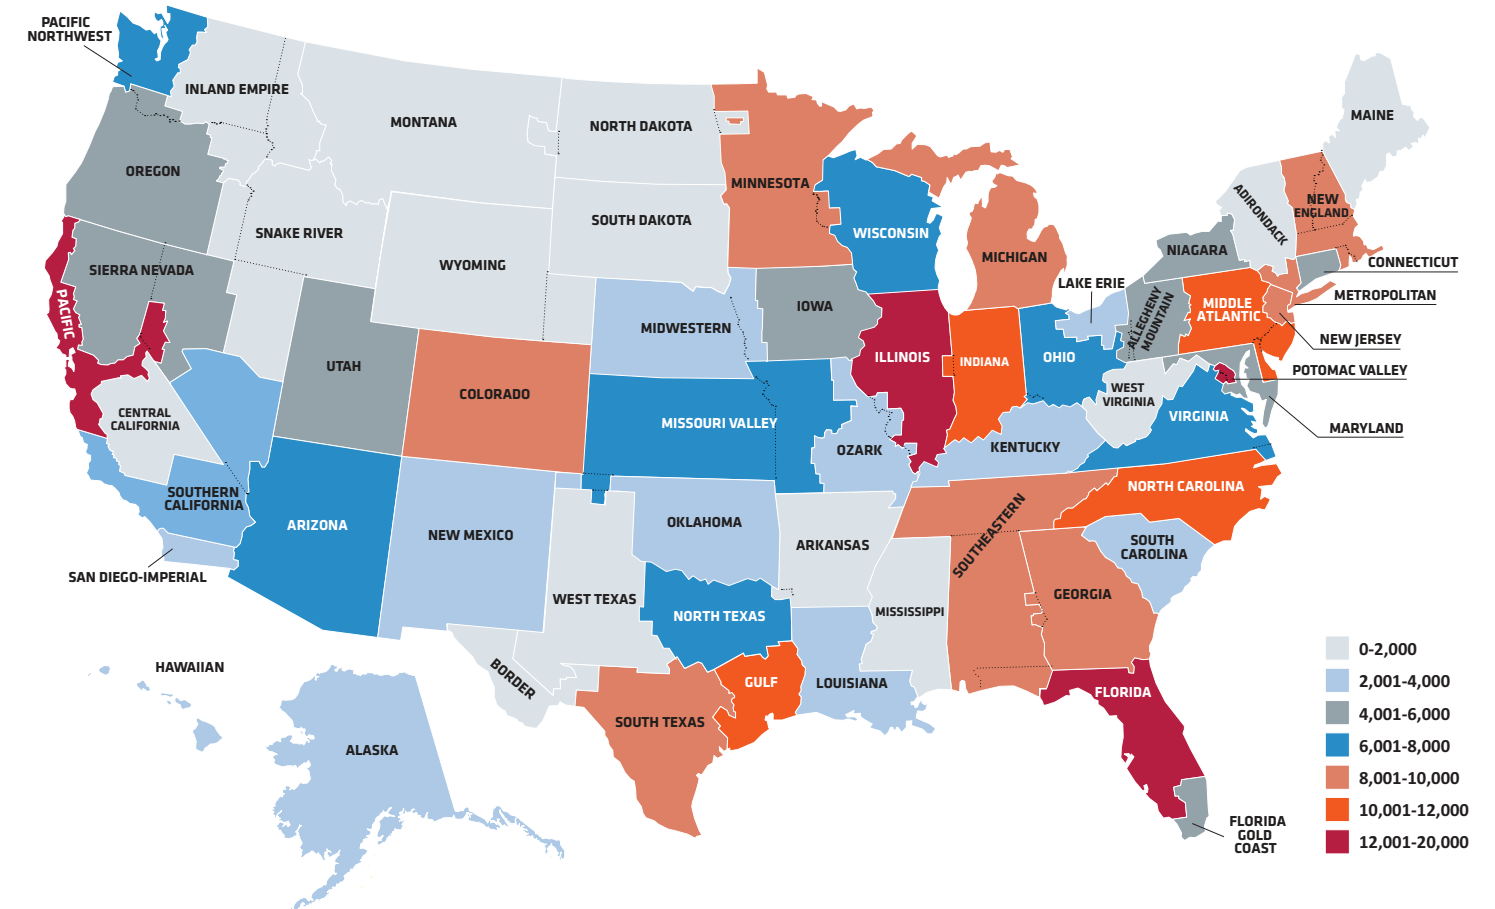 PACIFIC
NORTHWEST
INLAND EMPIRE
MONTANA
NORTH DAKOTA
MINNESOTA
MAINE
OREGON
SOUTH DAKOTA
WISCONSIN
MICHIGAN
ADIRONDACK
NEW
ENGLAND
SNAKE RIVER
WYOMING
NIAGARA
CONNECTICUT
SIERRA NEVADA
LAKE ERIE
METROPOLITAN
PACIFIC
MIDWESTERN
IOWA
ALLEGHENY
MOUNTAIN
MIDDLE
ATLANTIC
NEW JERSEY
UTAH
COLORADO
ILLINOIS
INDIANA
OHIO
POTOMAC VALLEY
CENTRAL
CALIFORNIA
MISSOURI VALLEY
WEST
VIRGINIA
VIRGINIA
MARYLAND
OZARK
KENTUCKY
SOUTHERN
CALIFORNIA
ARIZONA
NEW MEXICO
OKLAHOMA
ARKANSAS
SOUTHEASTERN
NORTH CAROLINA
SOUTH
CAROLINA
SAN DIEGO-IMPERIAL
WEST TEXAS
NORTH TEXAS
MISSISSIPPI
GEORGIA
HAWAIIAN
BORDER
GULF
LOUISIANA
FLORIDA
ALASKA
SOUTH TEXAS
FLORIDA
GOLD
COAST
0-2,000
2,001-4,000
4,001-6,000
6,001-8,000
8,001-10,000
10,001-12,000
12,001-20,000